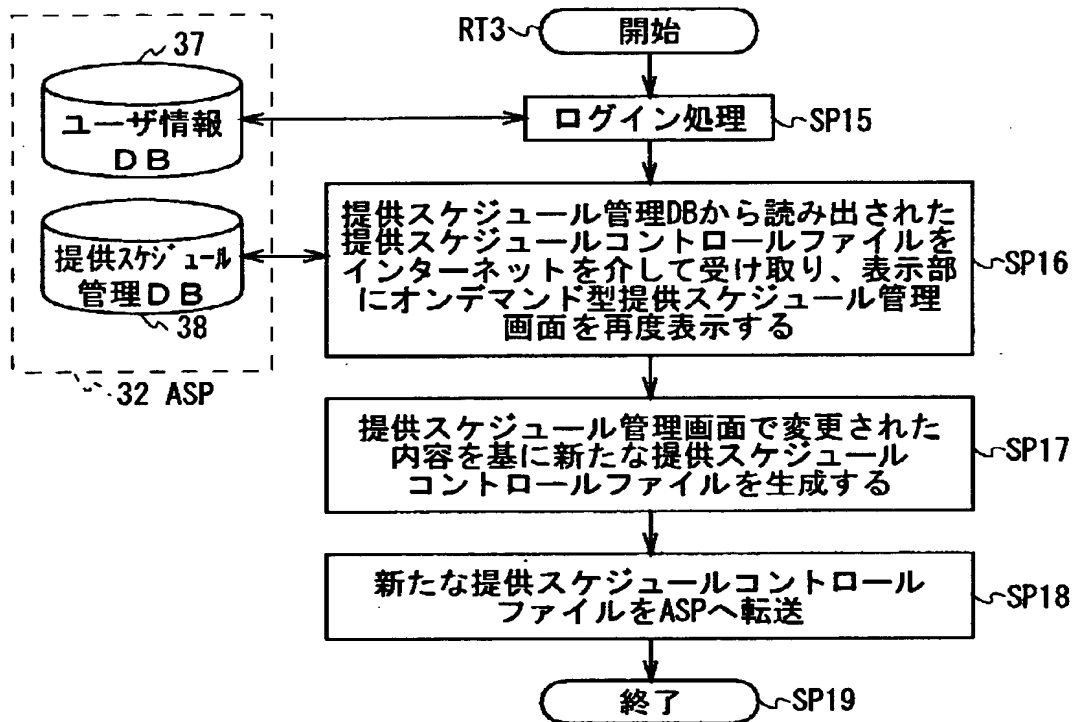 RT3
開始
37
ユーザ情報
DB
ログイン処理
SP15
提供スケジュール
管理DB
38
32 ASP
提供スケジュール管理DBから読み出された
提供スケジュールコントロールファイルを
インターネットを介して受け取り、表示部
にオンデマンド型提供スケジュール管理
画面を再度表示する
SP16
提供スケジュール管理画面で変更された
内容を基に新たな提供スケジュール
コントロールファイルを生成する
SP17
新たな提供スケジュールコントロール
ファイルをASPへ転送
SP18
終了
SP19